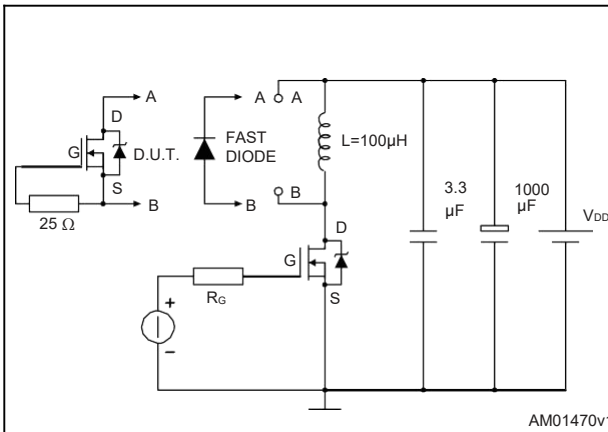 A
D
G
D.U.T.
S
B
25 Ω
FAST
DIODE
B
A
A
L=100µH
B
D
G
S
RG
+
–
3.3
µF
1000
µF
VDD
AM01470v1